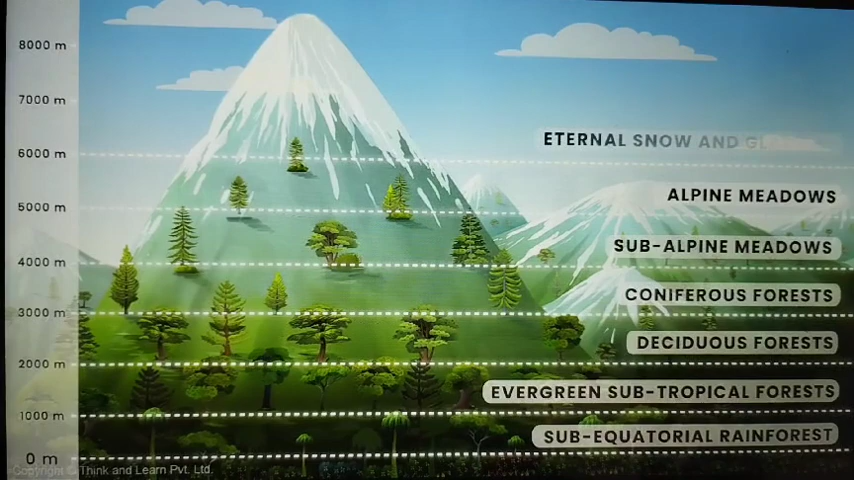 8000 m
7000 m
ETERNAL SNOW AND
6000 m
ALPINE MEADOWS
5000 m
SUB-ALPINE MEADOWS
4000 m
CONIFEROUS FORESTS
3000 m
DECIDUOUS FORESTS
2000 m
EVERGREEN SUB-TROPICAL FORESTS
1000 m
SUB-EQUATORIAL RAINFOREST
0 m
Copyright © Think and Learn Pvt. Ltd.